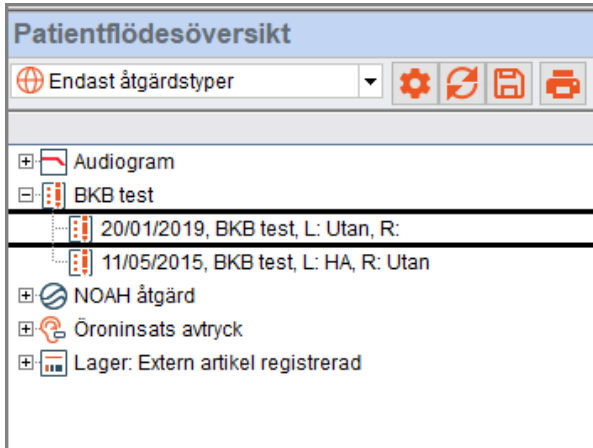 Patientflödesöversikt
Endast åtgärdstyper
Audiogram
BKB test
20/01/2019, BKB test, L: Utan, R:
11/05/2015, BKB test, L: HA, R: Utan
NOAH åtgärd
Öroninsats avtryck
Lager: Extern artikel registrerad